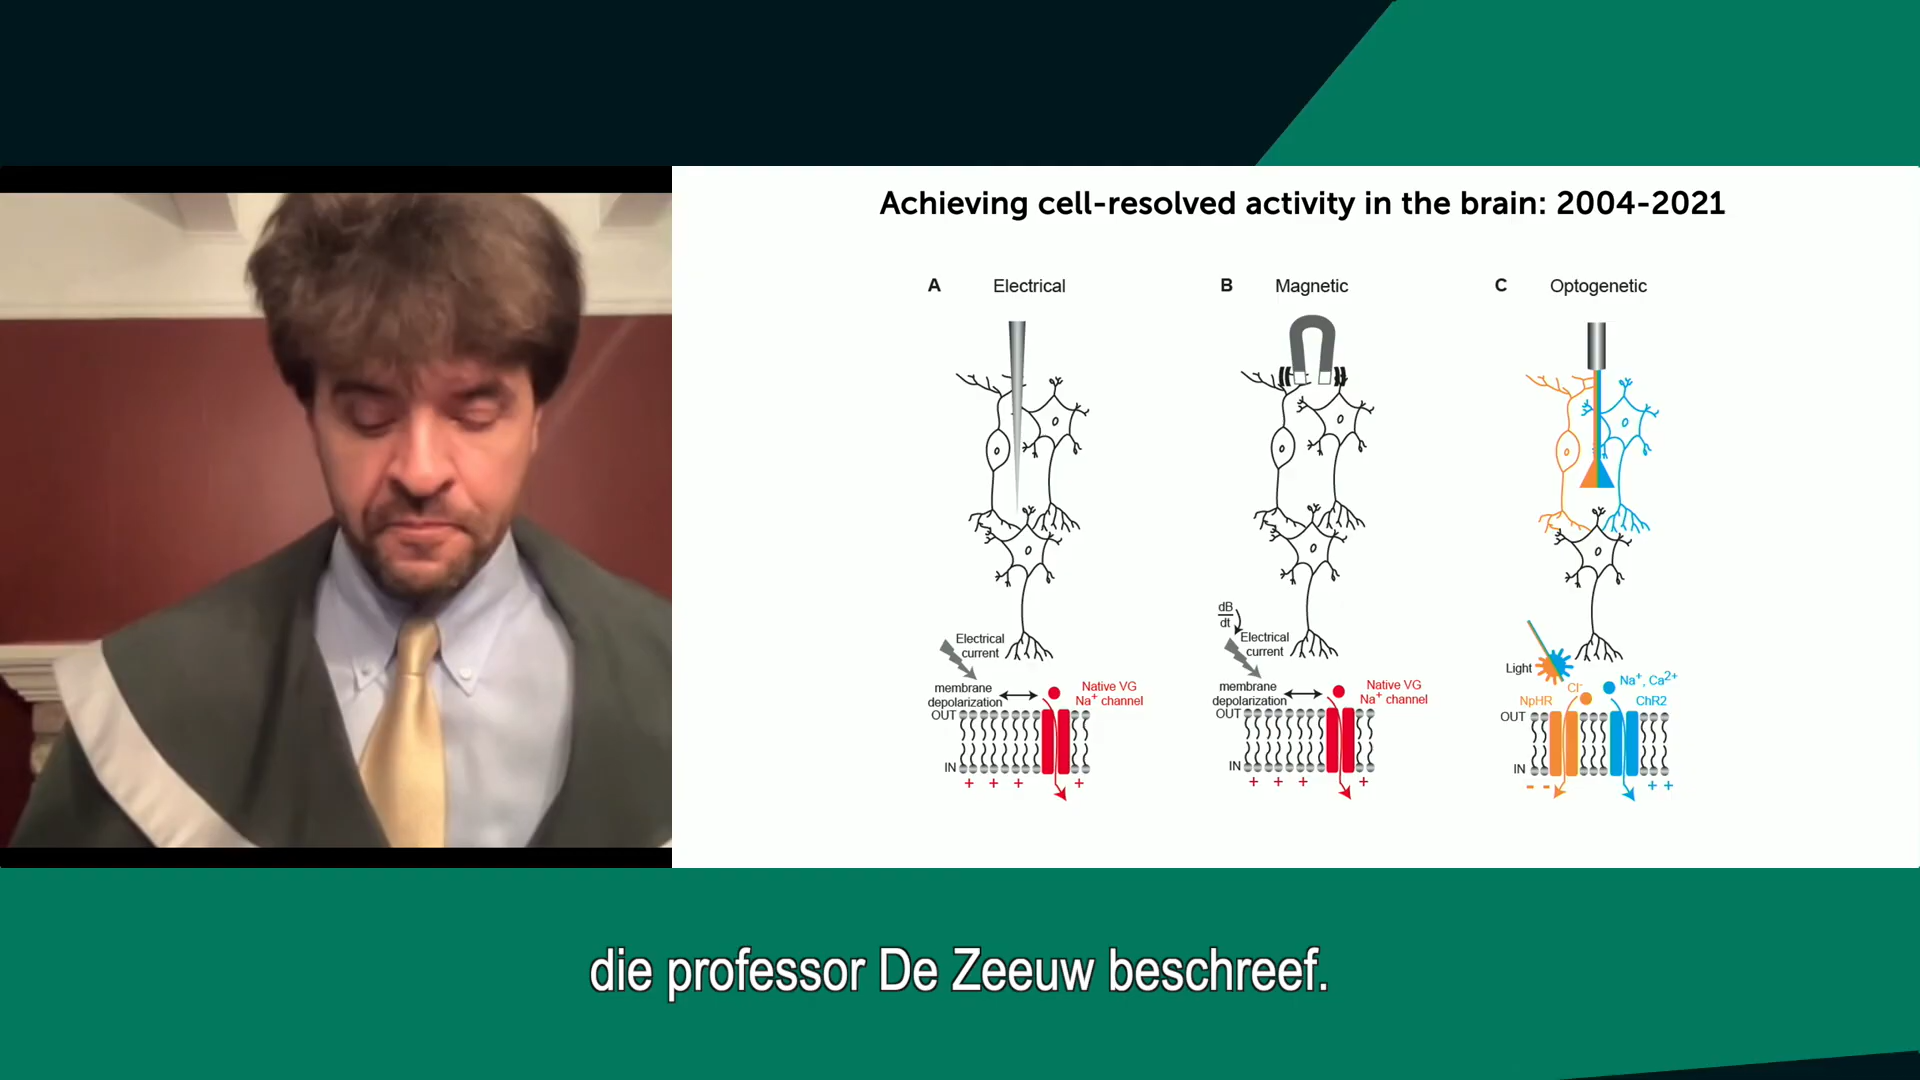 Achieving cell-resolved activity in the brain: 2004-2021
A Electrical
B Magnetic
C Optogenetic
Electrical
current
membrane
depolarization
Native VG
Na+ channel
OUT
IN
+ + + +
dB
dt
Electrical
current
membrane
depolarization
Native VG
Na+ channel
OUT
IN
+ + + +
Light
Cl-
Na+, Ca2+
NpHR
ChR2
OUT
IN
- - + +
die professor De Zeeuw beschreef.